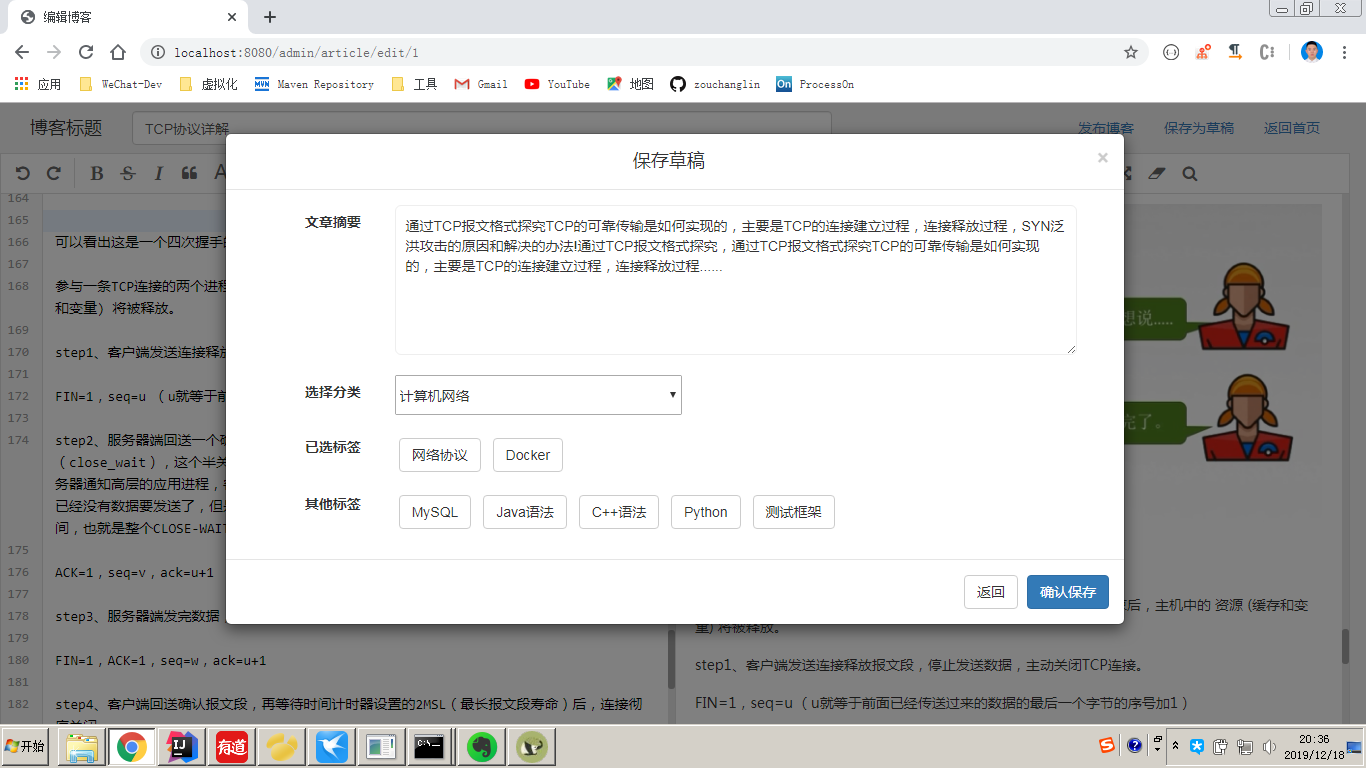 编辑博客
localhost:8080/admin/article/edit/1
应用 WeChat-Dev 虚拟化 Maven Repository 工具 Gmail YouTube 地图 zouchanglin ProcessOn
博客标题 TCP协议详解 发布博客 保存为草稿 返回首页
保存草稿 ×
文章摘要
通过TCP报文格式探究TCP的可靠传输是如何实现的，主要是TCP的连接建立过程，连接释放过程，SYN泛
洪攻击的原因和解决的办法!通过TCP报文格式探究，通过TCP报文格式探究TCP的可靠传输是如何实现
的，主要是TCP的连接建立过程，连接释放过程......
选择分类 计算机网络
已选标签 网络协议 Docker
其他标签 MySQL Java语法 C++语法 Python 测试框架
返回 确认保存
164
165
166 可以看出这是一个四次握手的
167
168 参与一条TCP连接的两个进程
和变量) 将被释放。
169
170 step1、客户端发送连接释放
171
172 FIN=1，seq=u （u就等于前
173
174 step2、服务器端回送一个确
（close_wait），这个半关
务器通知高层的应用进程，
已经没有数据要发送了，但
间，也就是整个CLOSE-WAIT
175
176 ACK=1，seq=v，ack=u+1
177
178 step3、服务器端发完数据
179
180 FIN=1，ACK=1，seq=w，ack=u+1
181
182 step4、客户端回送确认报文段，再等待时间计时器设置的2MSL（最长报文段寿命）后，连接彻
想说.....
完了。
后，主机中的 资源 (缓存和变
量) 将被释放。
step1、客户端发送连接释放报文段，停止发送数据，主动关闭TCP连接。
FIN=1，seq=u （u就等于前面已经传送过来的数据的最后一个字节的序号加1 ）
开始 有道 20:36
2019/12/18